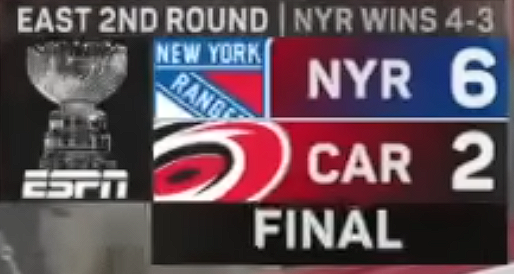 EAST 2ND ROUND | NYR WINS 4-3
NEW YORK
RANGERS
NYR 6
CAR 2
ESPN
FINAL